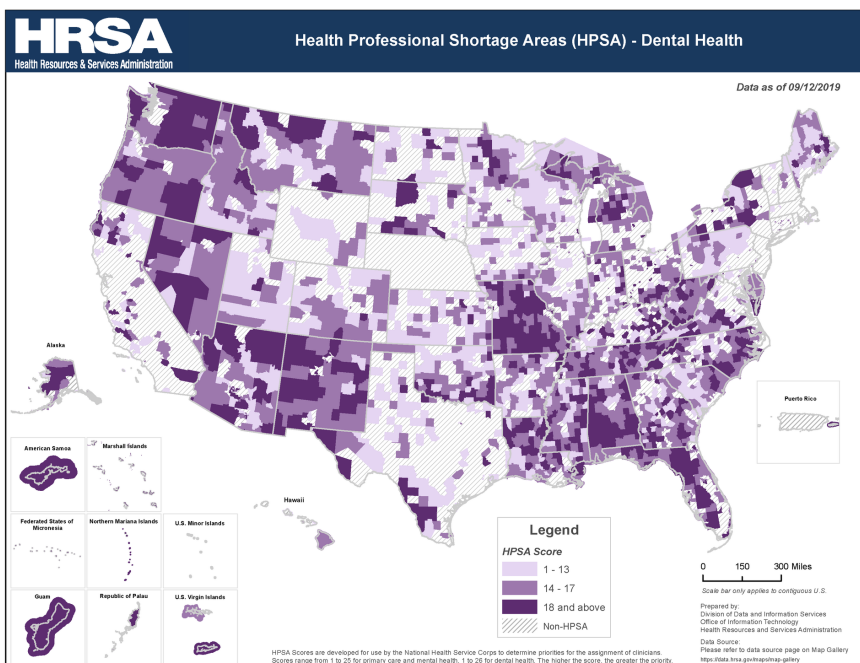 HRSA
Health Resources & Services Administration
Health Professional Shortage Areas (HPSA) - Dental Health
Data as of 09/12/2019
Alaska
Puerto Rico
American Samoa
Marshall Islands
Hawaii
Federated States of
Micronesia
Northern Mariana Islands
U.S. Minor Islands
Guam
Republic of Palau
U.S. Virgin Islands
Legend
HPSA Score
1 - 13
14 - 17
18 and above
Non-HPSA
0 150 300 Miles
Scale bar only applies to contiguous U.S.
Prepared by:
Division of Data and Information Services
Office of Information Technology
Health Resources and Services Administration
Data Source:
Please refer to data source page on Map Gallery
https://data.hrsa.gov/maps/map-gallery
HPSA Scores are developed for use by the National Health Service Corps to determine priorities for the assignment of clinicians.
Scores range from 1 to 25 for primary care and mental health, 1 to 26 for dental health. The higher the score, the greater the priority.